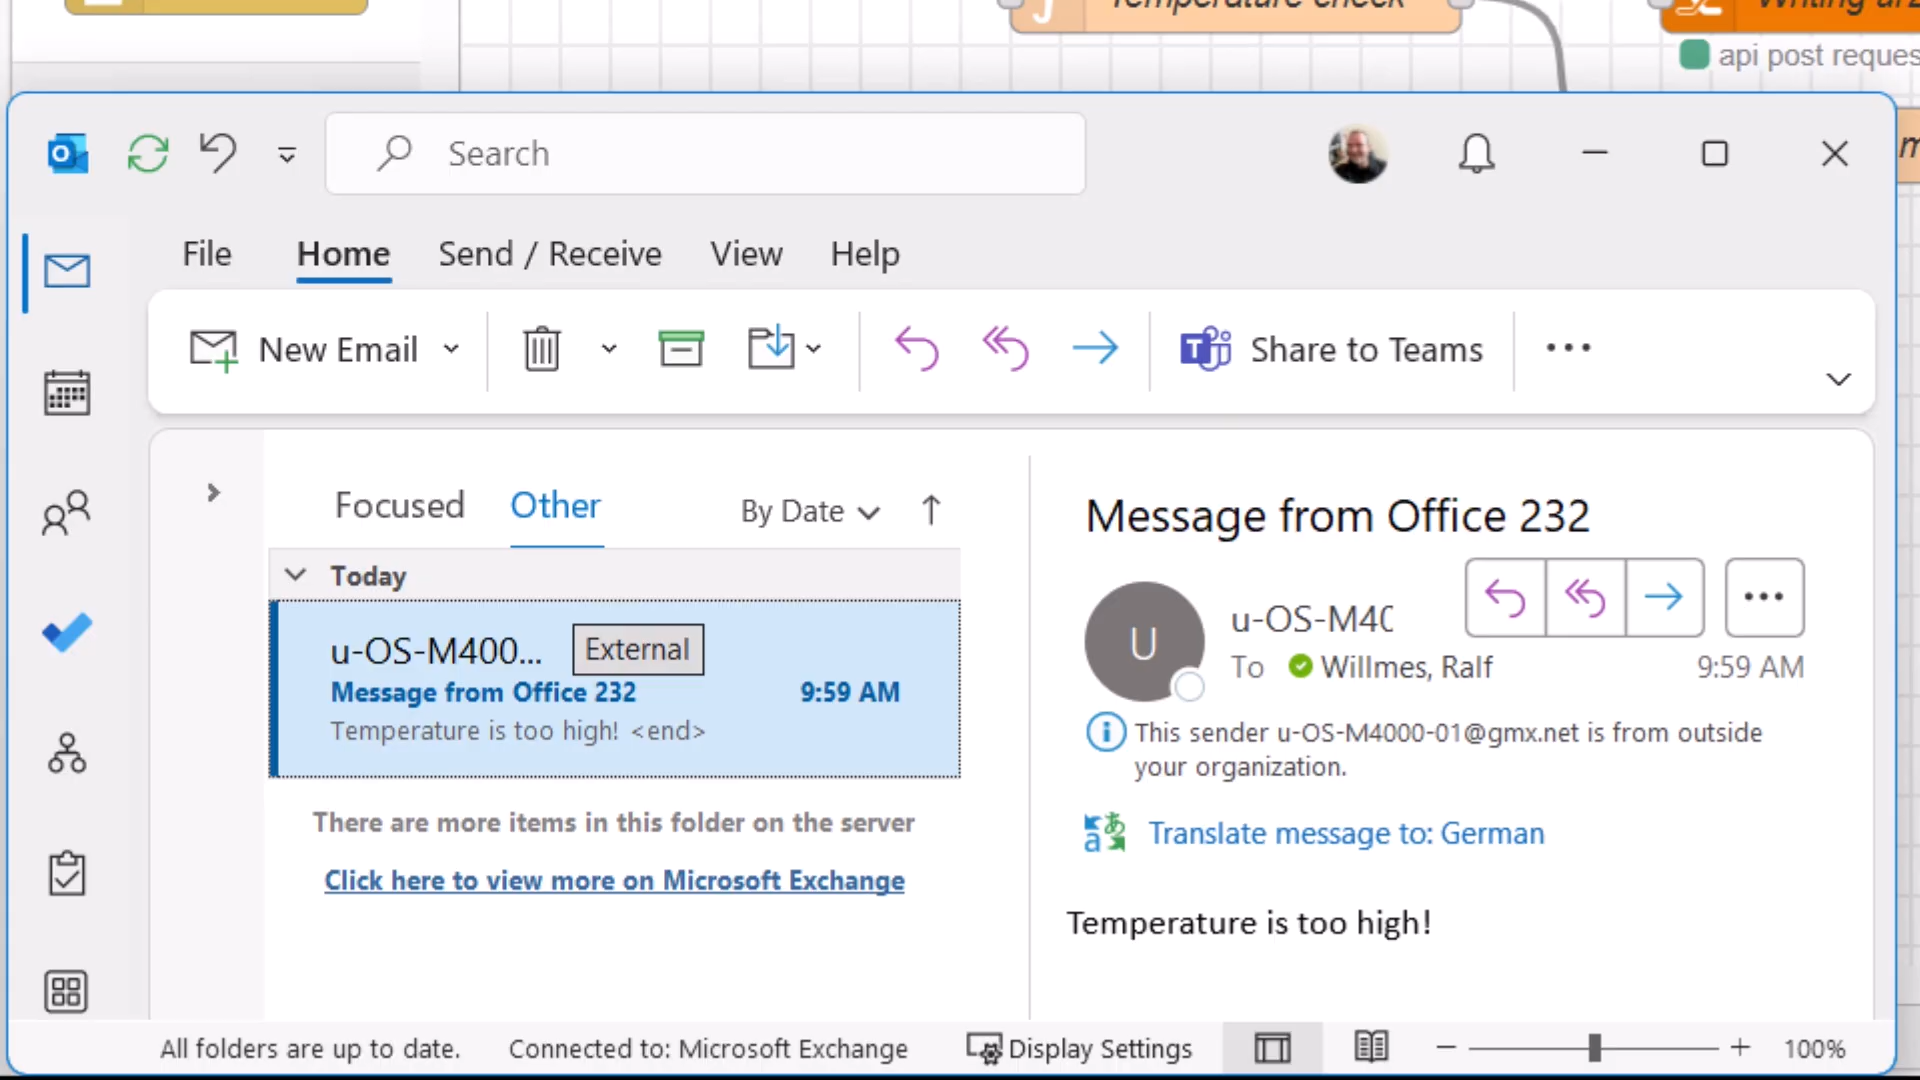 Temperature check
api post reques
Search
File Home Send / Receive View Help
New Email Share to Teams
Focused Other By Date
Today
u-OS-M400... External
Message from Office 232 9:59 AM
Temperature is too high! <end>
There are more items in this folder on the server
Click here to view more on Microsoft Exchange
Message from Office 232
U
u-OS-M40
To Willmes, Ralf 9:59 AM
This sender u-OS-M4000-01@gmx.net is from outside
your organization.
Translate message to: German
Temperature is too high!
All folders are up to date. Connected to: Microsoft Exchange Display Settings 100%